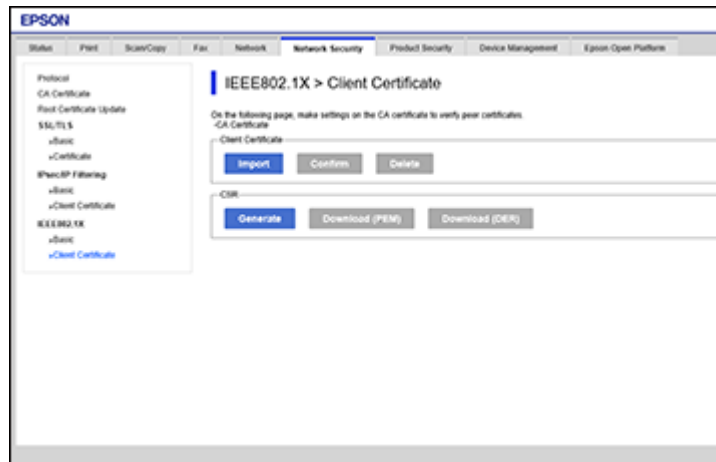 EPSON
Status Print Scan/Copy Fax Network Network Security Product Security Device Management Epson Open Platform
Protocol
CA Certificate
Root Certificate Update
SSL/TLS
»Basic
»Certificate
IPsec/IP Filtering
»Basic
»Client Certificate
IEEE802.1X
»Basic
»Client Certificate
IEEE802.1X > Client Certificate
On the following page, make settings on the CA certificate to verify peer certificates.
-CA Certificate
Client Certificate
Import Confirm Delete
CSR
Generate Download (PEM) Download (DER)